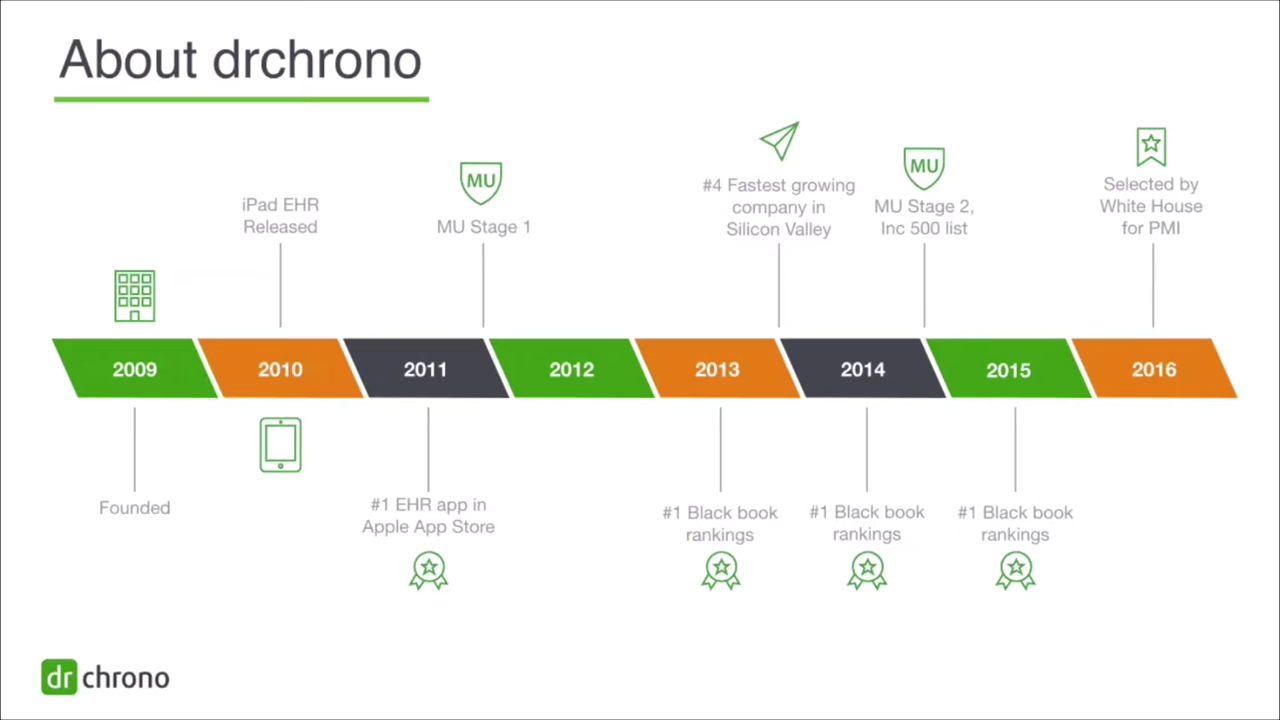 About drchrono
iPad EHR
Released
MU
MU Stage 1
#4 Fastest growing
company in
Silicon Valley
MU
MU Stage 2,
Inc 500 list
Selected by
White House
for PMI
2009
2010
2011
2012
2013
2014
2015
2016
Founded
#1 EHR app in
Apple App Store
#1 Black book
rankings
#1 Black book
rankings
#1 Black book
rankings
dr chrono